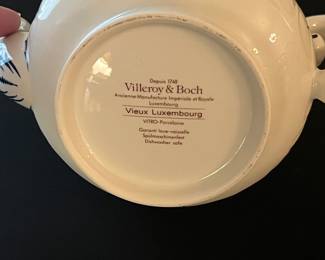 Depuis 1748
Villeroy & Boch
Ancienne Manufacture Impériale et Royale
Luxembourg
Vieux Luxembourg
VITRO-Porcelaine
Garanti lave-vaisselle
Spülmaschinenfest
Dishwasher safe